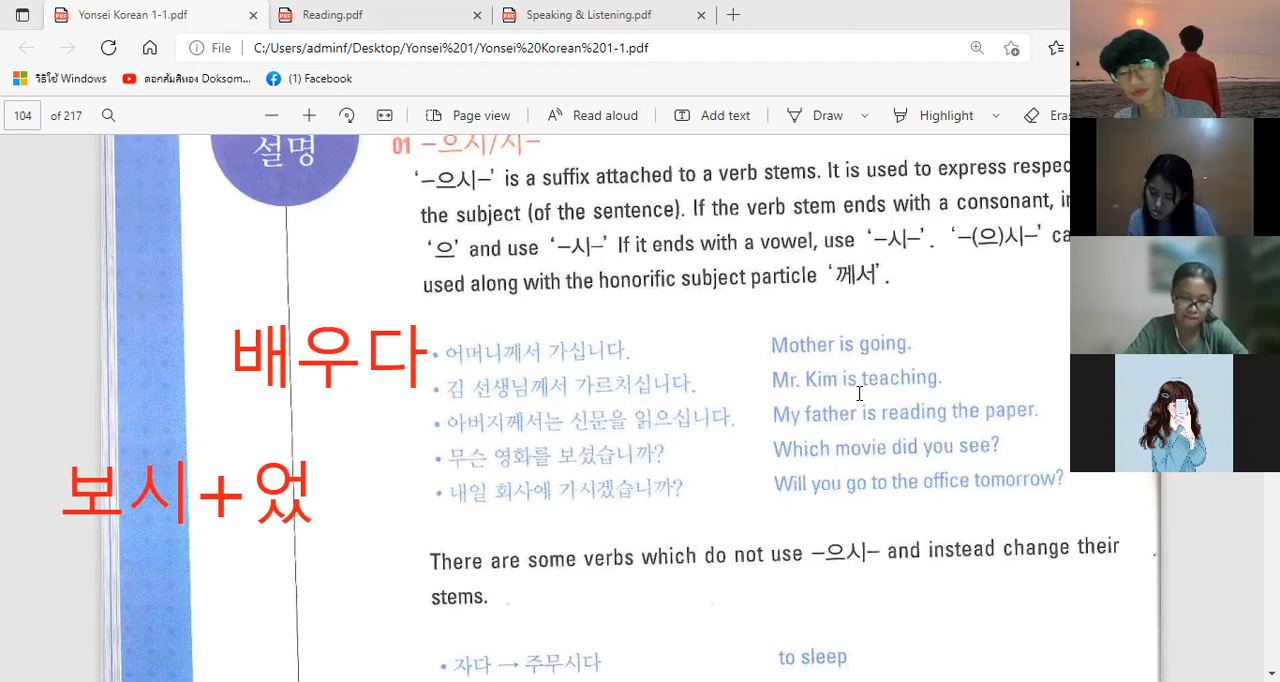 Yonsei Korean 1-1.pdf
Reading.pdf
Speaking & Listening.pdf
File
C:/Users/adminf/Desktop/Yonsei%201/Yonsei%20Korean%201-1.pdf
วิธีใช้ Windows
ดอกส้มสีทอง Doksom...
(1) Facebook
104 of 217
Page view
Read aloud
Add text
Draw
Highlight
설명
01 –으시/시–
‘–으시–’ is a suffix attached to a verb stems. It is used to express
the subject (of the sentence). If the verb stem ends with a consonant,
‘으’ and use ‘–시–’ If it ends with a vowel, use ‘–시–’. ‘–(으)시–’
used along with the honorific subject particle ‘께서’.
배우다
• 어머니께서 가십니다. Mother is going.
• 김 선생님께서 가르치십니다. Mr. Kim is teaching.
• 아버지께서는 신문을 읽으십니다. My father is reading the paper.
• 무슨 영화를 보셨습니까? Which movie did you see?
보시+었
• 내일 회사에 가시겠습니까? Will you go to the office tomorrow?
There are some verbs which do not use –으시– and instead change their
stems.
• 자다 → 주무시다 to sleep